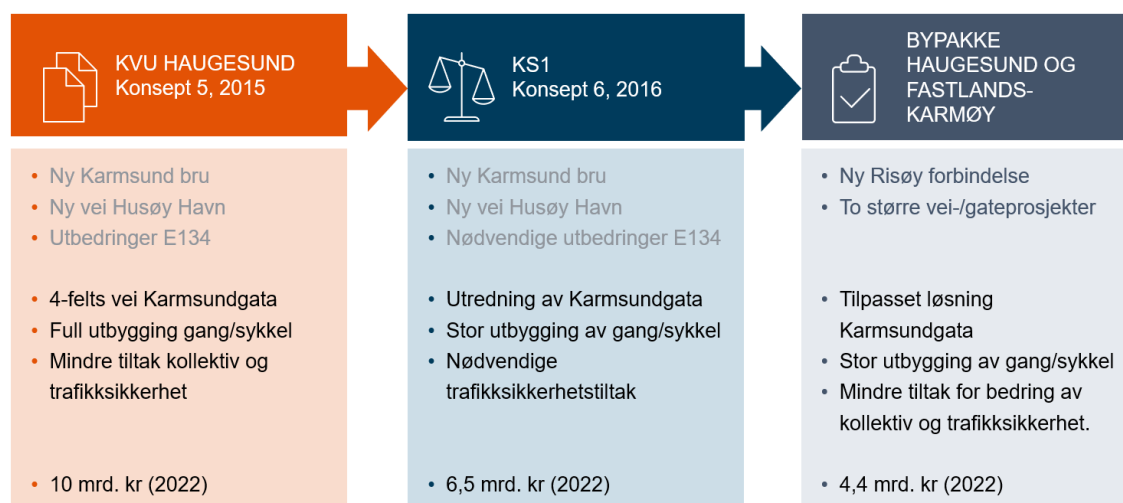 KVU HAUGESUND
Konsept 5, 2015
• Ny Karmsund bru
• Ny vei Husøy Havn
• Utbedringer E134
• 4-felts vei Karmsundgata
• Full utbygging gang/sykkel
• Mindre tiltak kollektiv og
trafikksikkerhet
• 10 mrd. kr (2022)
KS1
Konsept 6, 2016
• Ny Karmsund bru
• Ny vei Husøy Havn
• Nødvendige utbedringer E134
• Utredning av Karmsundgata
• Stor utbygging av gang/sykkel
• Nødvendige
trafikksikkerhetstiltak
• 6,5 mrd. kr (2022)
BYPAKKE
HAUGESUND OG
FASTLANDS-
KARMØY
• Ny Risøy forbindelse
• To større vei-/gateprosjekter
• Tilpasset løsning
Karmsundgata
• Stor utbygging av gang/sykkel
• Mindre tiltak for bedring av
kollektiv og trafikksikkerhet.
• 4,4 mrd. kr (2022)